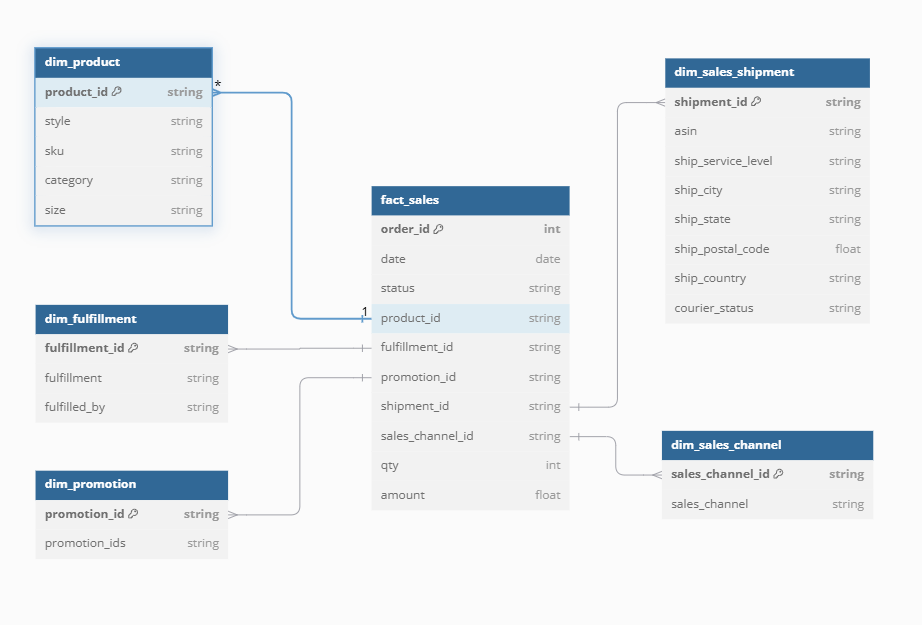 dim_product
product_id string
style string
sku string
category string
size string
*
dim_sales_shipment
shipment_id string
asin string
ship_service_level string
ship_city string
ship_state string
ship_postal_code float
ship_country string
courier_status string
fact_sales
order_id int
date date
status string
1
product_id string
fulfillment_id string
promotion_id string
shipment_id string
sales_channel_id string
qty int
amount float
dim_fulfillment
fulfillment_id string
fulfillment string
fulfilled_by string
dim_promotion
promotion_id string
promotion_ids string
dim_sales_channel
sales_channel_id string
sales_channel string